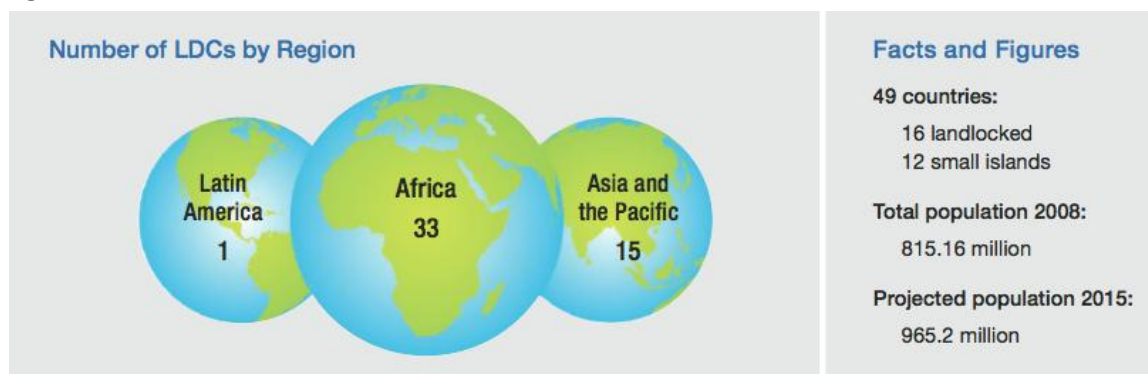 Number of LDCs by Region
Latin
America
1
Africa
33
Asia and
the Pacific
15
Facts and Figures
49 countries:
16 landlocked
12 small islands
Total population 2008:
815.16 million
Projected population 2015:
965.2 million